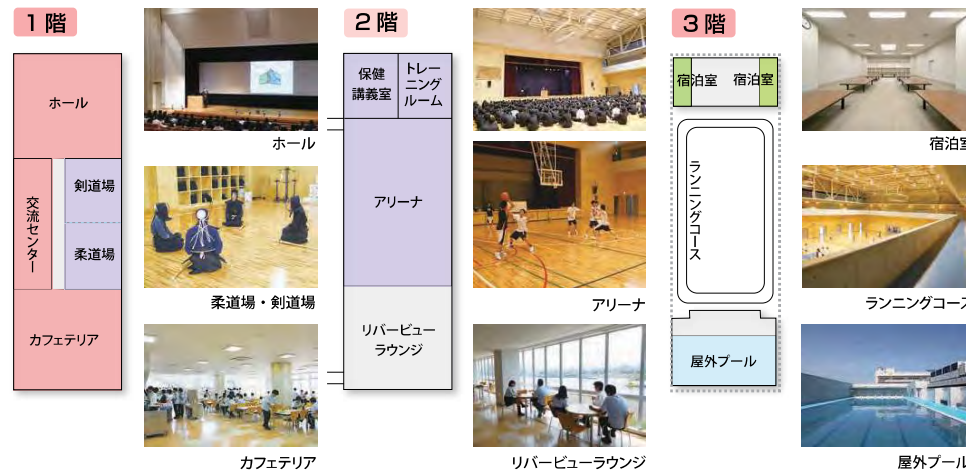 1階
ホール
交流センター
剣道場
柔道場
カフェテリア
ホール
柔道場・剣道場
カフェテリア
2階
保健
講義室
トレー
ニング
ルーム
アリーナ
リバービュー
ラウンジ
アリーナ
リバービューラウンジ
3階
宿泊室
宿泊室
ランニングコース
屋外プール
宿泊室
ランニングコース
屋外プール